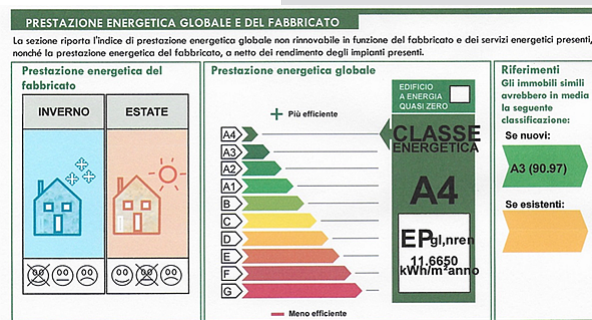 PRESTAZIONE ENERGETICA GLOBALE E DEL FABBRICATO
La sezione riporta l'indice di prestazione energetica globale non rinnovabile in funzione del fabbricato e dei servizi energetici presenti,
nonché la prestazione energetica del fabbricato, a netto dei rendimento degli impianti presenti.
Prestazione energetica del
fabbricato
INVERNO
ESTATE
Prestazione energetica globale
Più efficiente
A4
A3
A2
A1
B
C
D
E
F
G
Meno efficiente
EDIFICIO
A ENERGIA
QUASI ZERO
CLASSE
ENERGETICA
A4
EPgl,nren
11.6650
kWh/m²anno
Riferimenti
Gli immobili simili
avrebbero in media
la seguente
classificazione:
Se nuovi:
A3 (90.97)
Se esistenti: